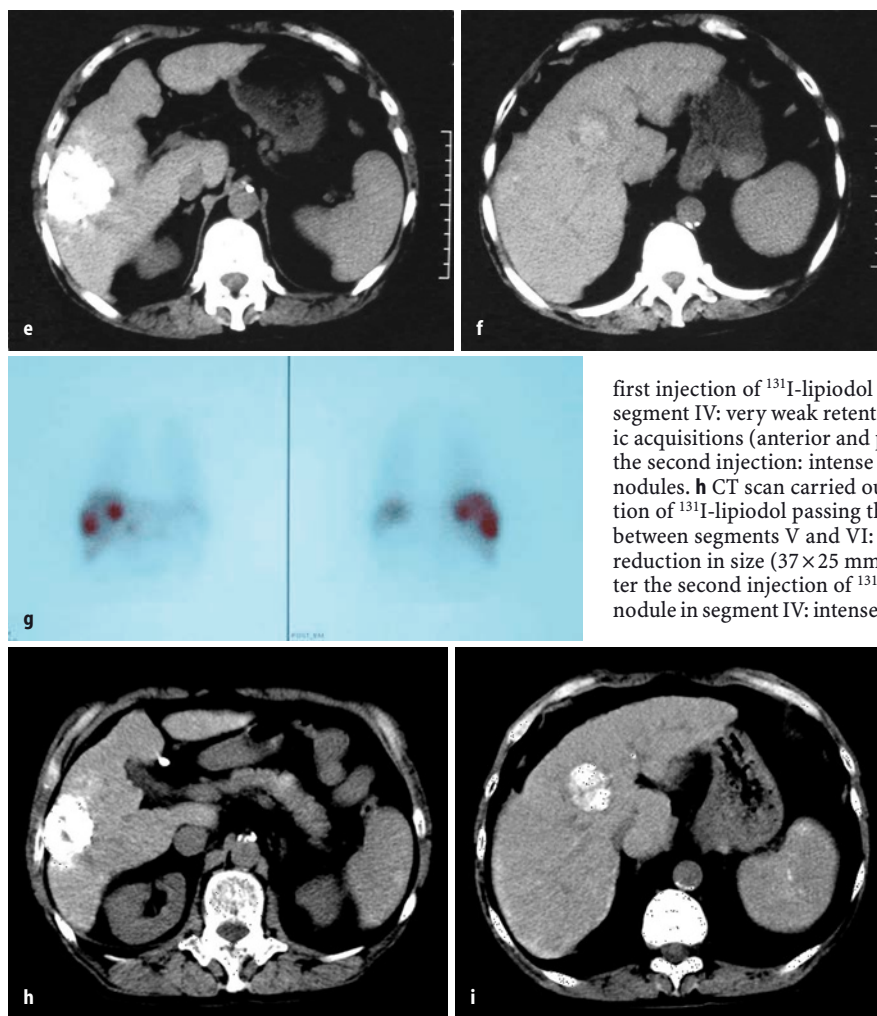 e
f
first injection of ¹³¹I-lipiodol
segment IV: very weak retent
ic acquisitions (anterior and p
the second injection: intense
nodules. h CT scan carried ou
tion of ¹³¹I-lipiodol passing th
between segments V and VI:
reduction in size (37 × 25 mm
ter the second injection of ¹³¹
nodule in segment IV: intense
g
h
i